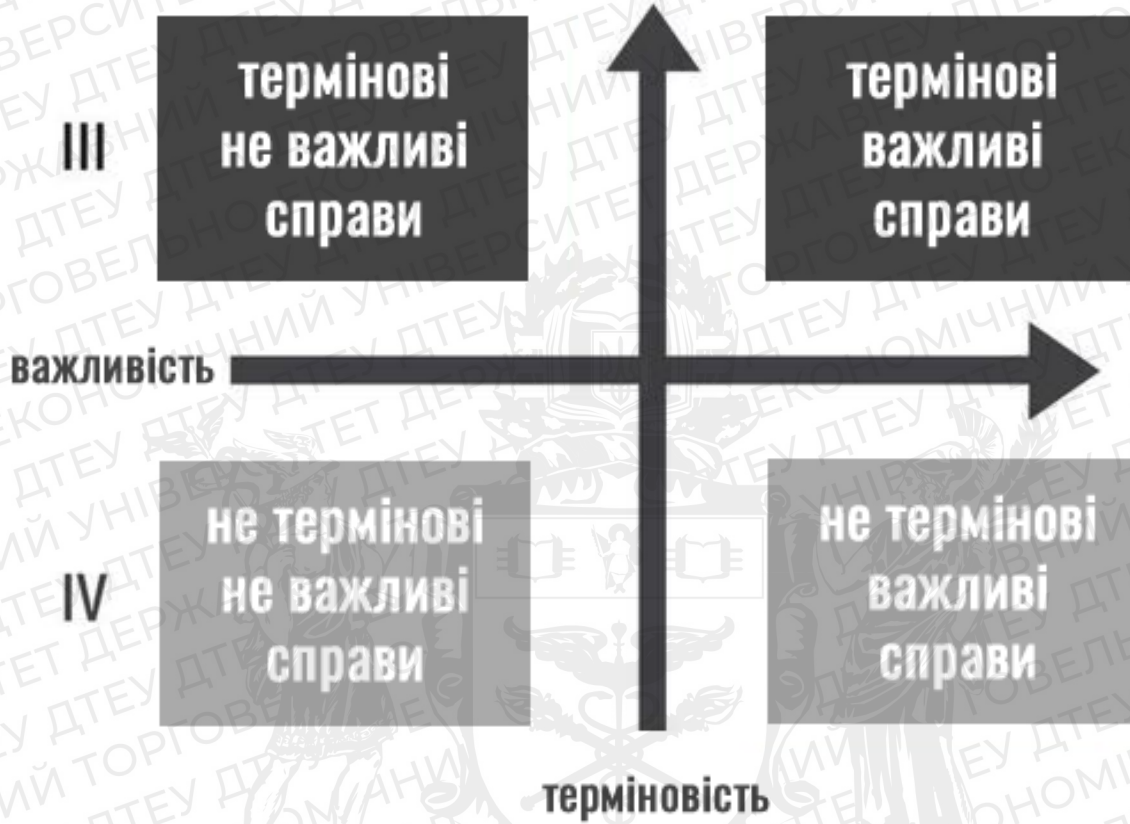 термінові
не важливі
справи
термінові
важливі
справи
III
важливість
не термінові
не важливі
справи
не термінові
важливі
справи
IV
терміновість